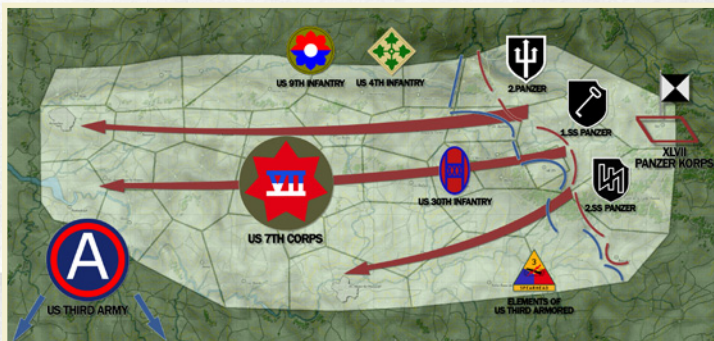 US 9TH INFANTRY
US 4TH INFANTRY
2.PANZER
1.SS PANZER
XLVII
PANZER KORPS
VII
US 7TH CORPS
US 30TH INFANTRY
2.SS PANZER
A
US THIRD ARMY
3
SPEARHEAD
ELEMENTS OF
US THIRD ARMORED